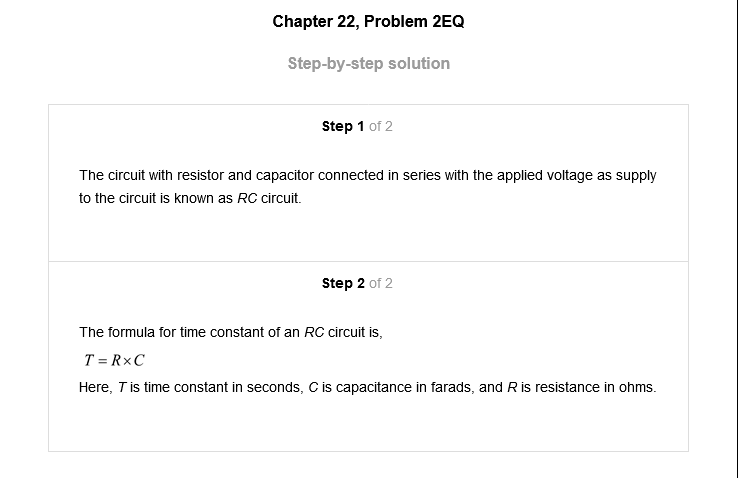 Chapter 22, Problem 2EQ
Step-by-step solution
Step 1 of 2
The circuit with resistor and capacitor connected in series with the applied voltage as supply
to the circuit is known as RC circuit.
Step 2 of 2
The formula for time constant of an RC circuit is,
T = R×C
Here, T is time constant in seconds, C is capacitance in farads, and R is resistance in ohms.